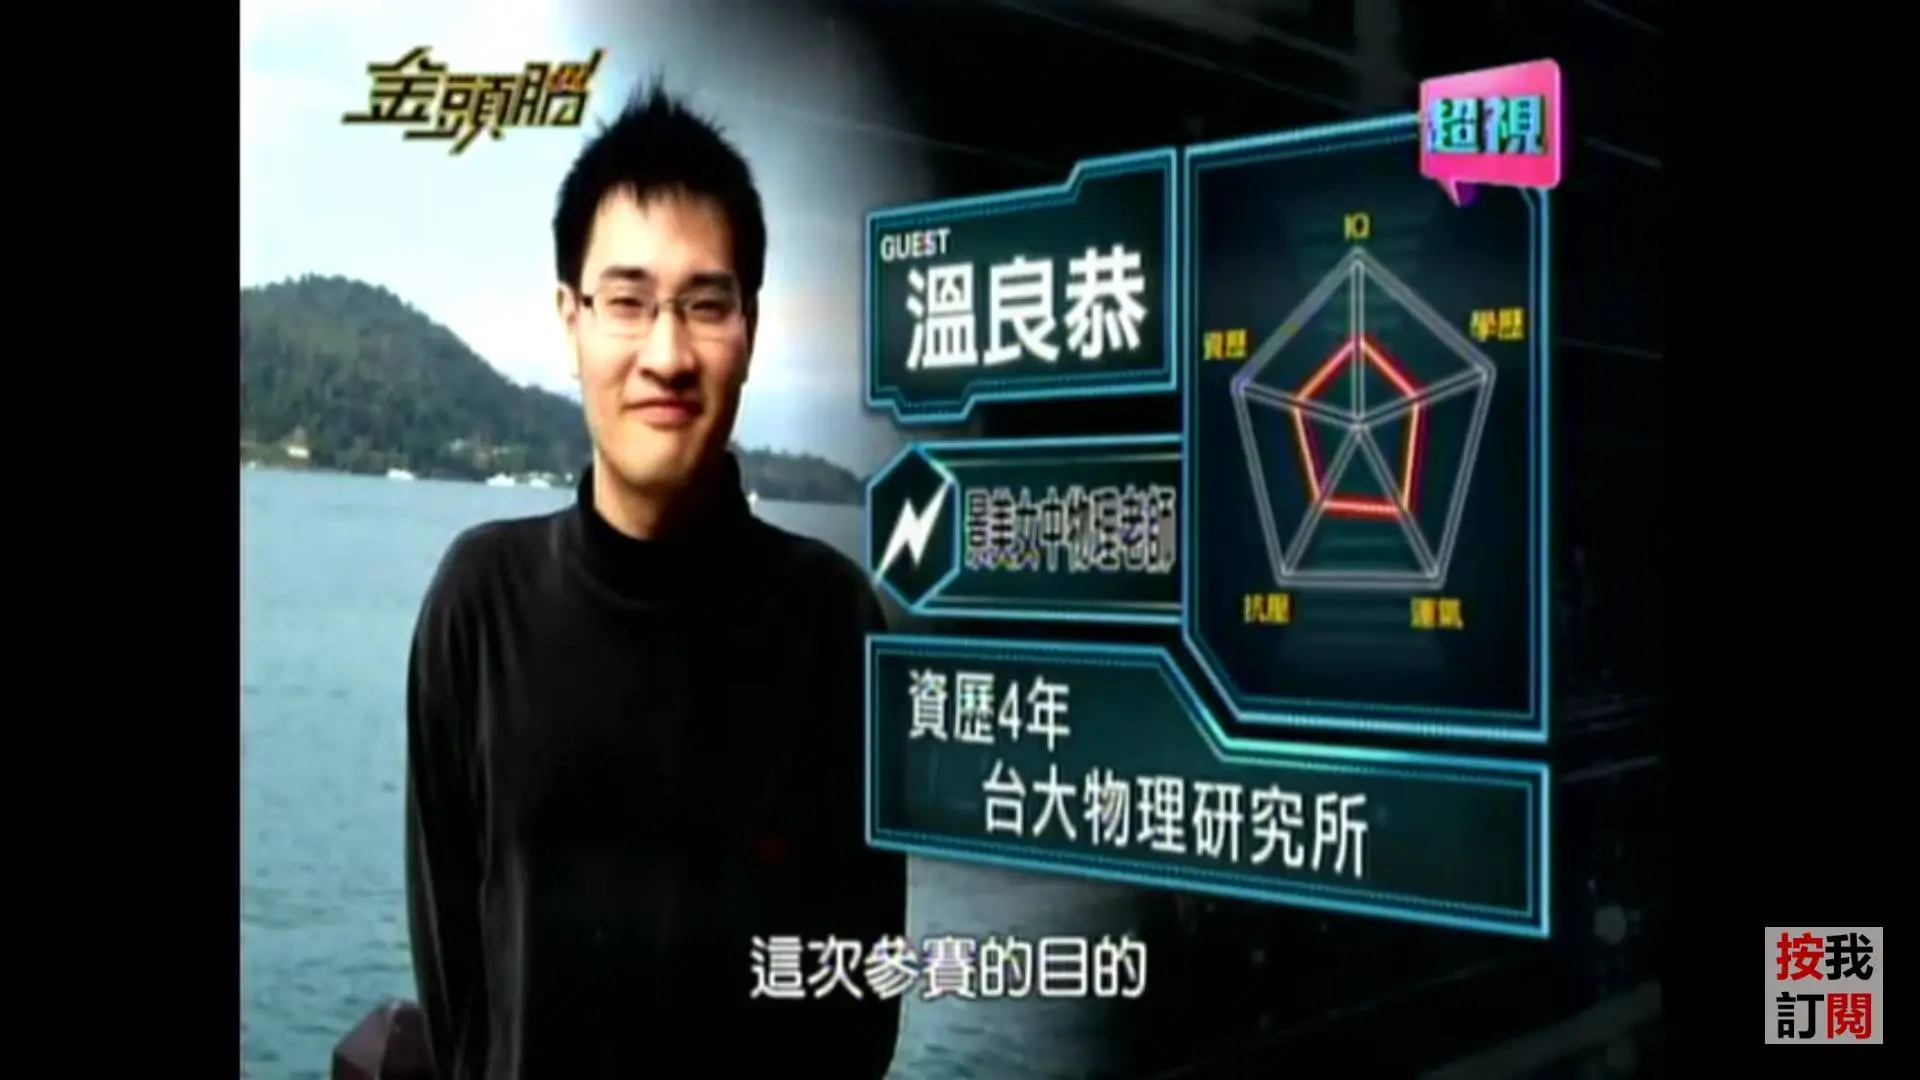 金頭腦
超視
GUEST
溫良恭
IQ
學歷
資歷
抗壓
運氣
景美女中物理老師
資歷4年
台大物理研究所
這次參賽的目的
按我
訂閱